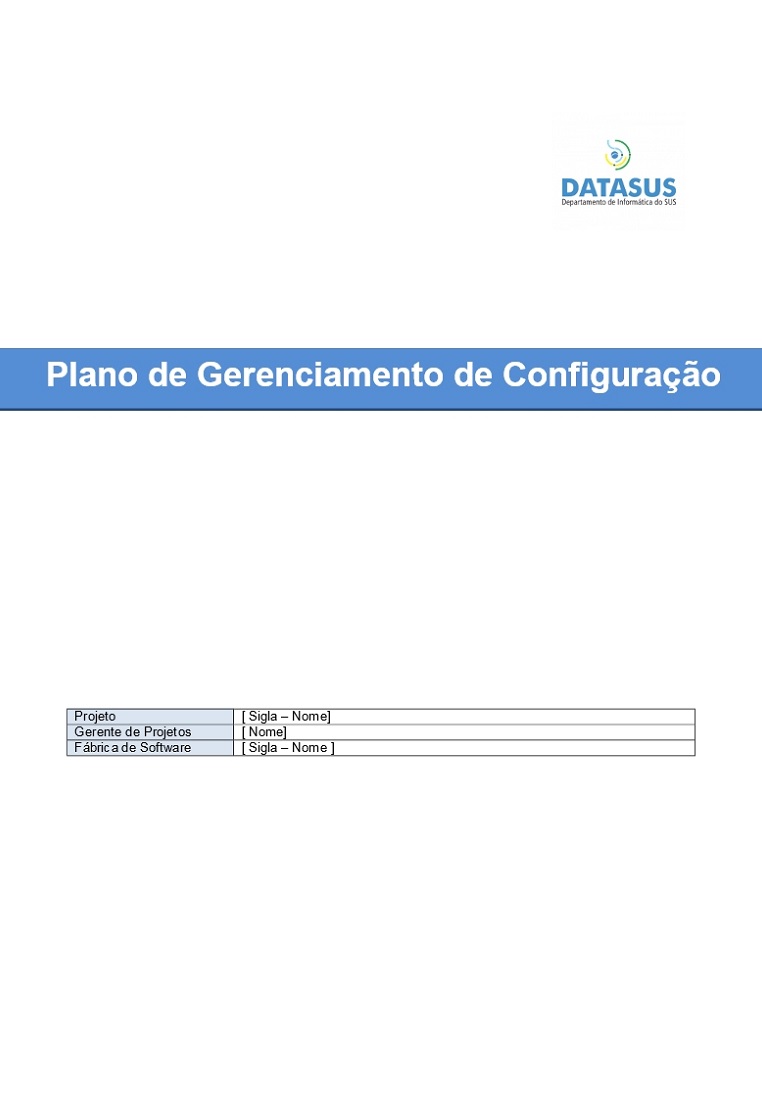 DATASUS
Departamento de Informática do SUS
Plano de Gerenciamento de Configuração
Projeto [ Sigla – Nome]
Gerente de Projetos [ Nome]
Fábrica de Software [ Sigla – Nome ]